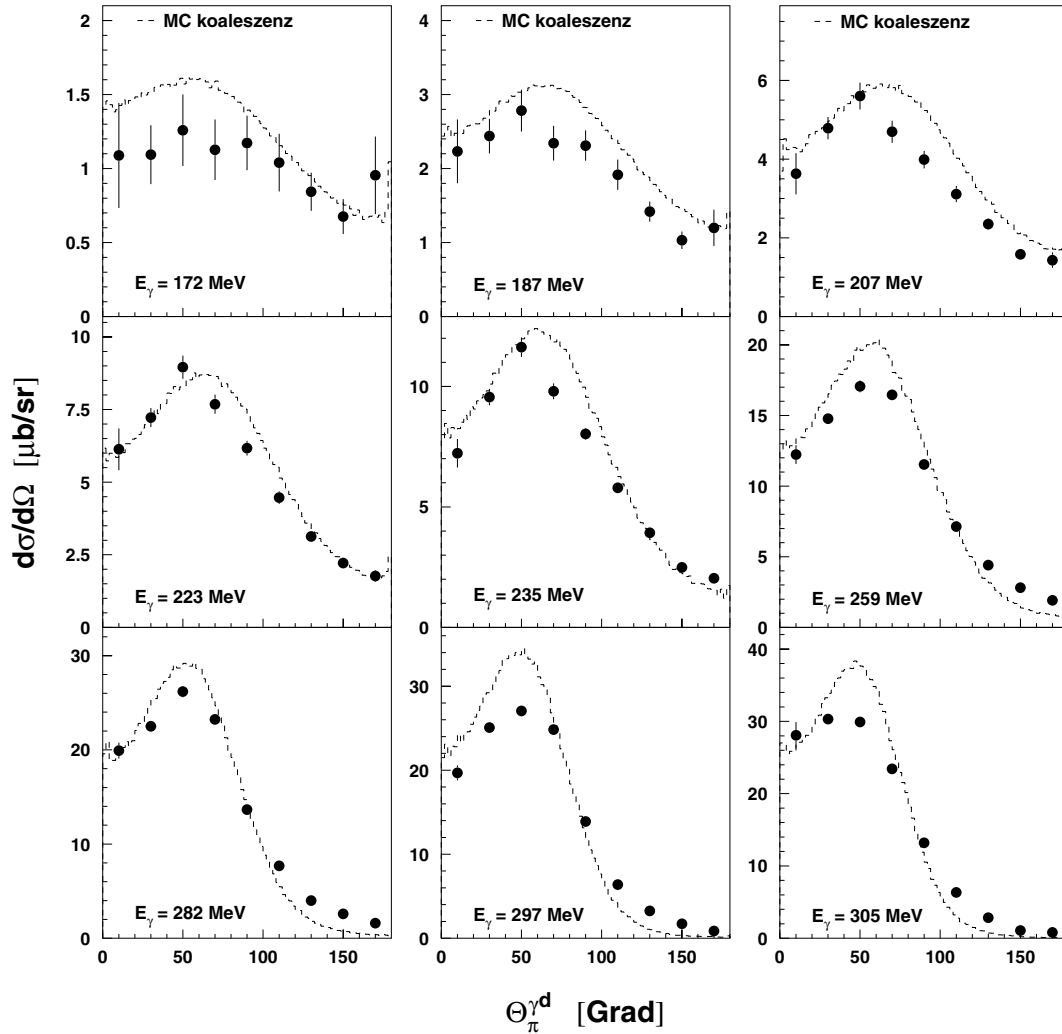 MC koaleszenz MC koaleszenz MC koaleszenz
2 4 6
1.5 3
1 2 4
0.5 1 2
E_γ = 172 MeV E_γ = 187 MeV E_γ = 207 MeV
0 0 0
10 20
7.5 10 15
5 10
5
2.5 5
E_γ = 223 MeV E_γ = 235 MeV E_γ = 259 MeV
0 0 0
30 40
30
20 30
20 20
10
10 10
E_γ = 282 MeV E_γ = 297 MeV E_γ = 305 MeV
0 0 0
0 50 100 150 0 50 100 150 0 50 100 150
dσ/dΩ [μb/sr]
Θ_π^γd [Grad]